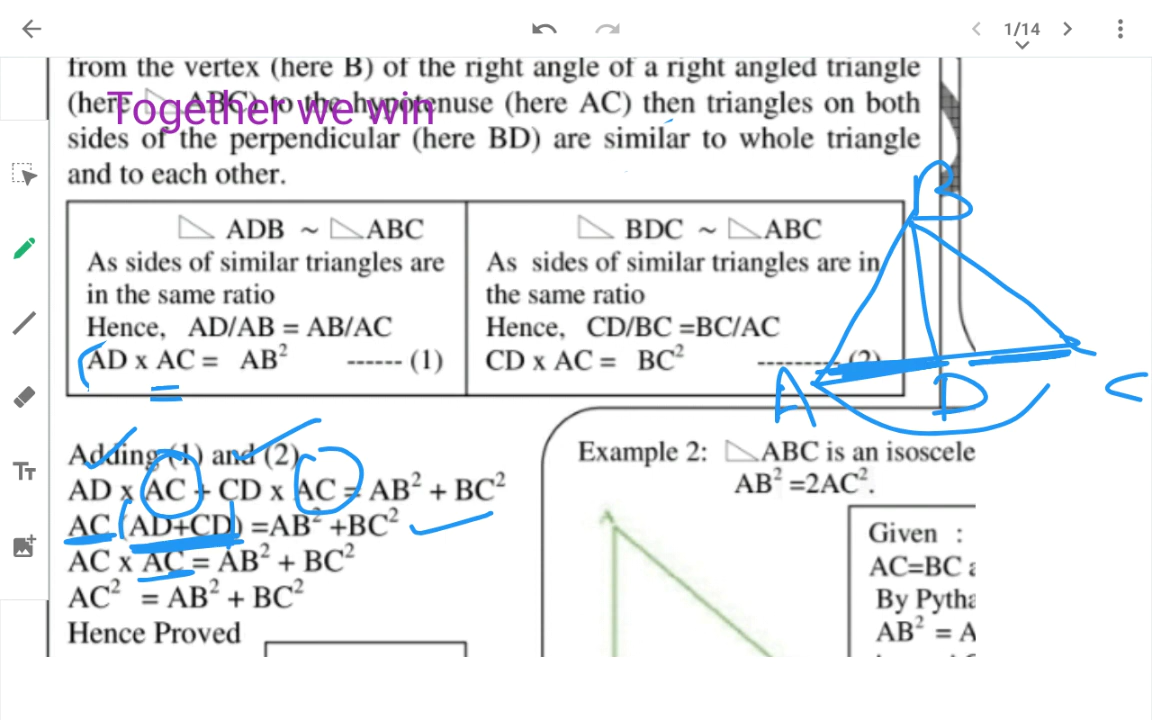 1/14
from the vertex (here B) of the right angle of a right angled triangle
(here ABC) to the hypotenuse (here AC) then triangles on both
Together we win
sides of the perpendicular (here BD) are similar to whole triangle
and to each other.
ADB ~ ABC
As sides of similar triangles are
in the same ratio
Hence, AD/AB = AB/AC
AD x AC = AB² ------ (1)
BDC ~ ABC
As sides of similar triangles are in
the same ratio
Hence, CD/BC =BC/AC
CD x AC = BC² --------- (2)
B
A
D
C
Adding (1) and (2)
AD x AC + CD x AC = AB² + BC²
AC (AD+CD) =AB² +BC²
AC x AC = AB² + BC²
AC² = AB² + BC²
Hence Proved
Example 2: ABC is an isoscele
AB² =2AC².
A
Given :
AC=BC a
By Pytha
AB² = A
Tт